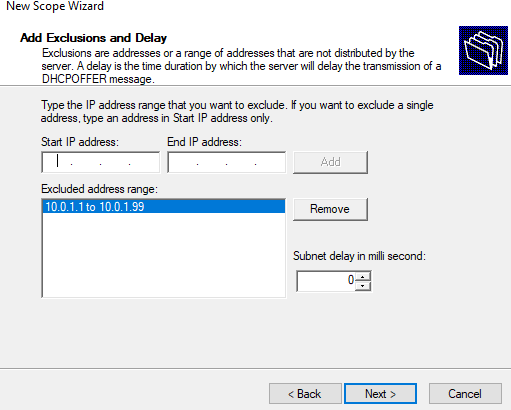 New Scope Wizard
Add Exclusions and Delay
Exclusions are addresses or a range of addresses that are not distributed by the
server. A delay is the time duration by which the server will delay the transmission of a
DHCPOFFER message.
Type the IP address range that you want to exclude. If you want to exclude a single
address, type an address in Start IP address only.
Start IP address: End IP address:
. . . . . . Add
Excluded address range:
10.0.1.1 to 10.0.1.99
Remove
Subnet delay in milli second:
0
< Back Next > Cancel